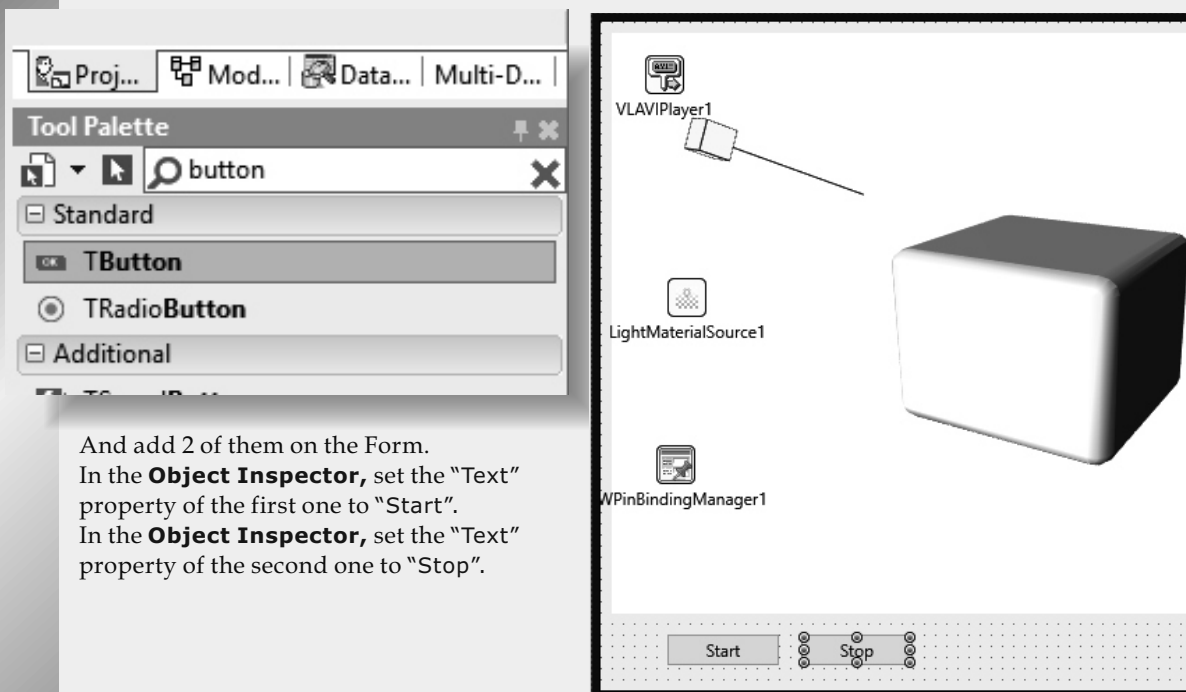 Proj...
Mod...
Data...
Multi-D...
Tool Palette
button
Standard
OK TButton
TRadioButton
Additional
And add 2 of them on the Form.
In the Object Inspector, set the “Text”
property of the first one to “Start”.
In the Object Inspector, set the “Text”
property of the second one to “Stop”.
AVI
VLAVIPlayer1
LightMaterialSource1
WPinBindingManager1
Start
Stop